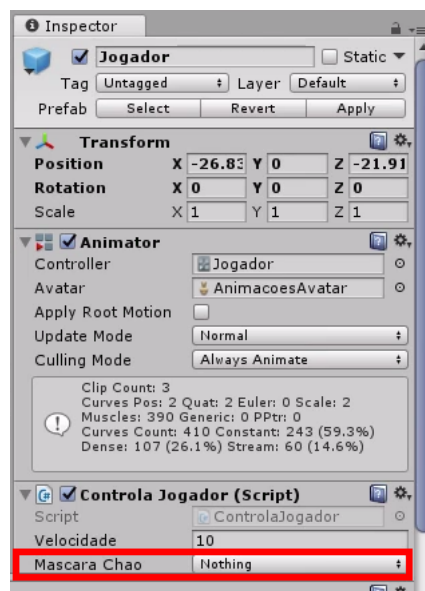 Inspector
Jogador Static
Tag Untagged Layer Default
Prefab Select Revert Apply
Transform
Position X -26.83 Y 0 Z -21.91
Rotation X 0 Y 0 Z 0
Scale X 1 Y 1 Z 1
Animator
Controller Jogador
Avatar AnimacoesAvatar
Apply Root Motion
Update Mode Normal
Culling Mode Always Animate
Clip Count: 3
Curves Pos: 2 Quat: 2 Euler: 0 Scale: 2
Muscles: 390 Generic: 0 PPtr: 0
Curves Count: 410 Constant: 243 (59.3%)
Dense: 107 (26.1%) Stream: 60 (14.6%)
Controla Jogador (Script)
Script ControlaJogador
Velocidade 10
Mascara Chao Nothing